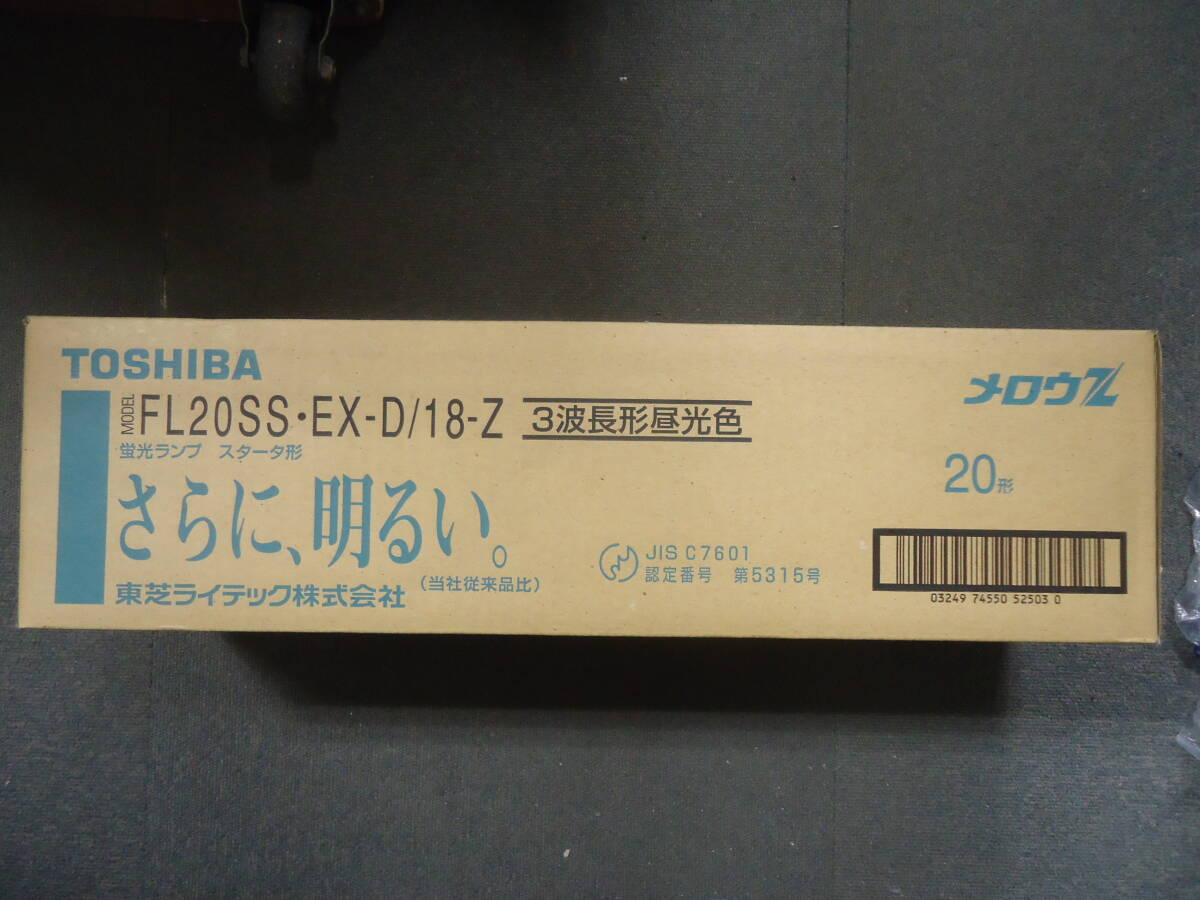 TOSHIBA
メロウZ
MODEL FL20SS・EX-D/18-Z 3波長形昼光色
蛍光ランプ スタータ形
20形
さらに、明るい。
(当社従来品比)
JIS C7601
認定番号 第5315号
東芝ライテック株式会社
03249 74550 52503 0